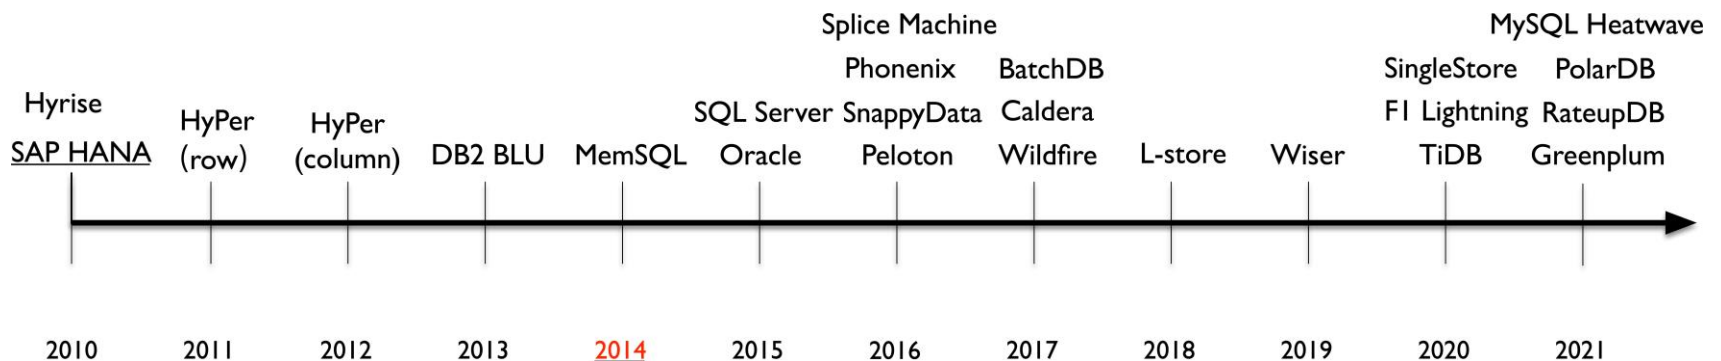 Splice Machine
MySQL Heatwave
Phonenix
BatchDB
SingleStore
PolarDB
Hyrise
HyPer
(row)
HyPer
(column)
SQL Server
SnappyData
Caldera
F1 Lightning
RateupDB
SAP HANA
DB2 BLU
MemSQL
Oracle
Peloton
Wildfire
L-store
Wiser
TiDB
Greenplum
2010
2011
2012
2013
2014
2015
2016
2017
2018
2019
2020
2021